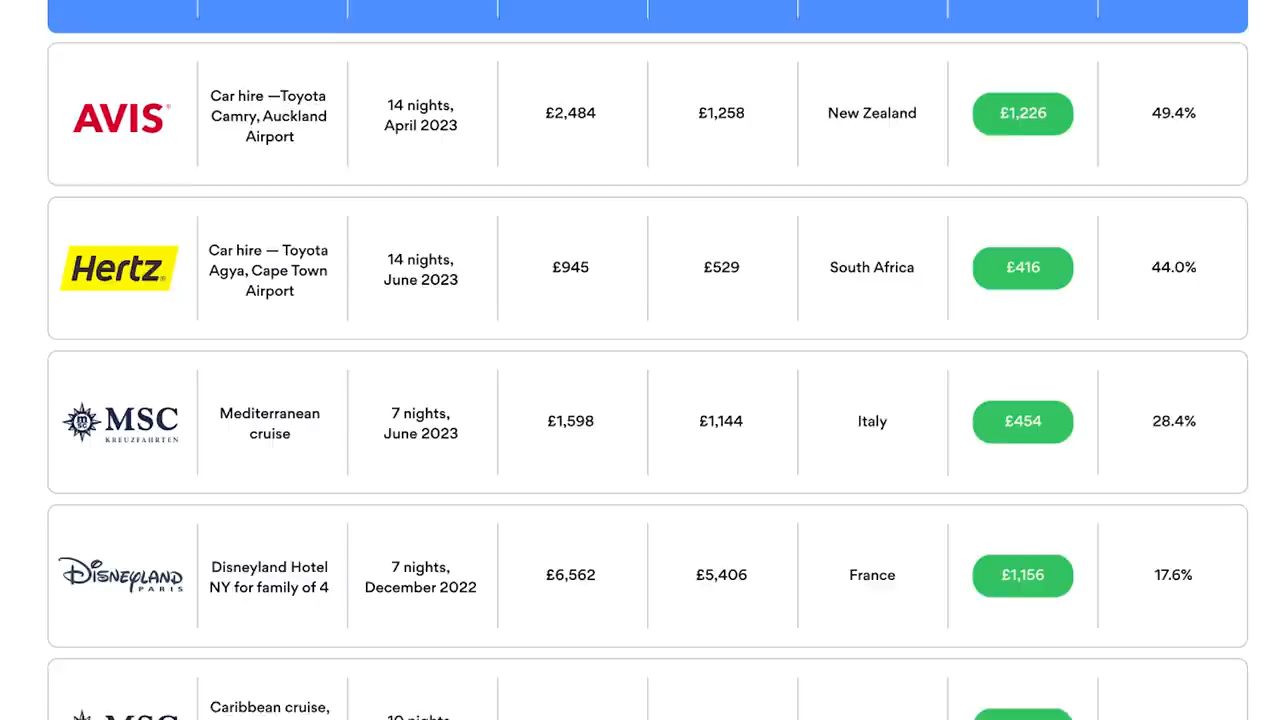 AVIS
Car hire —Toyota
Camry, Auckland
Airport
14 nights,
April 2023
£2,484
£1,258
New Zealand
£1,226
49.4%
Hertz
Car hire — Toyota
Agya, Cape Town
Airport
14 nights,
June 2023
£945
£529
South Africa
£416
44.0%
MSC
KREUZFAHRTEN
Mediterranean
cruise
7 nights,
June 2023
£1,598
£1,144
Italy
£454
28.4%
Disneyland
PARIS
Disneyland Hotel
NY for family of 4
7 nights,
December 2022
£6,562
£5,406
France
£1,156
17.6%
MSC
Caribbean cruise,
10 nights